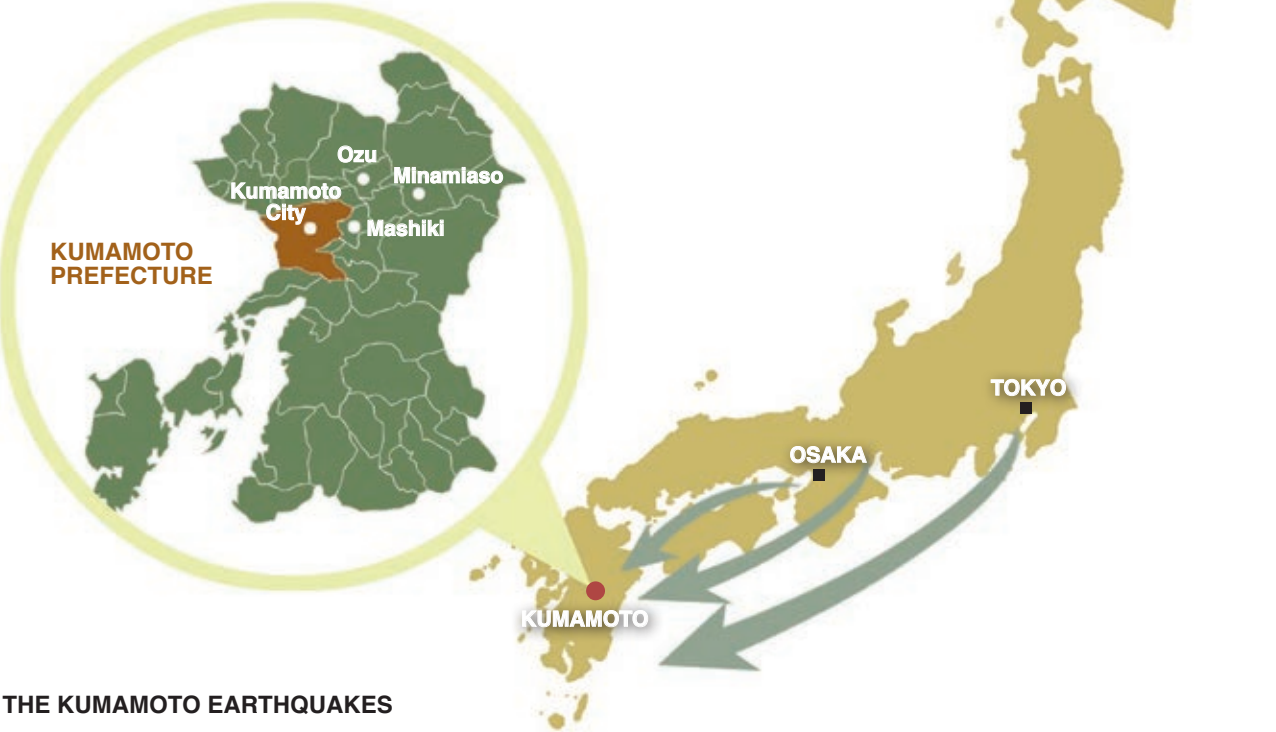 Ozu
Minamiaso
Kumamoto
City
Mashiki
KUMAMOTO
PREFECTURE
TOKYO
OSAKA
KUMAMOTO
THE KUMAMOTO EARTHQUAKES